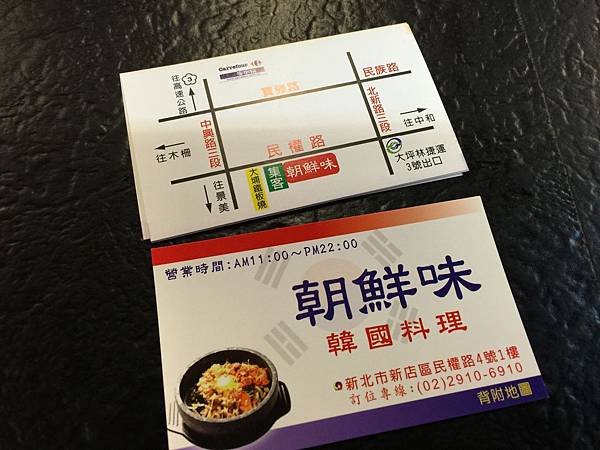 Carrefour
民族路
往高速公路
3
寶強路
北新路三段
往中和
中興路三段
民權路
往木柵
大坪林捷運
3號出口
往景美
大埔鐵板燒
集客
朝鮮味
營業時間:AM11:00～PM22:00
朝鮮味
韓國料理
新北市新店區民權路4號1樓
訂位專線:(02)2910-6910
背附地圖